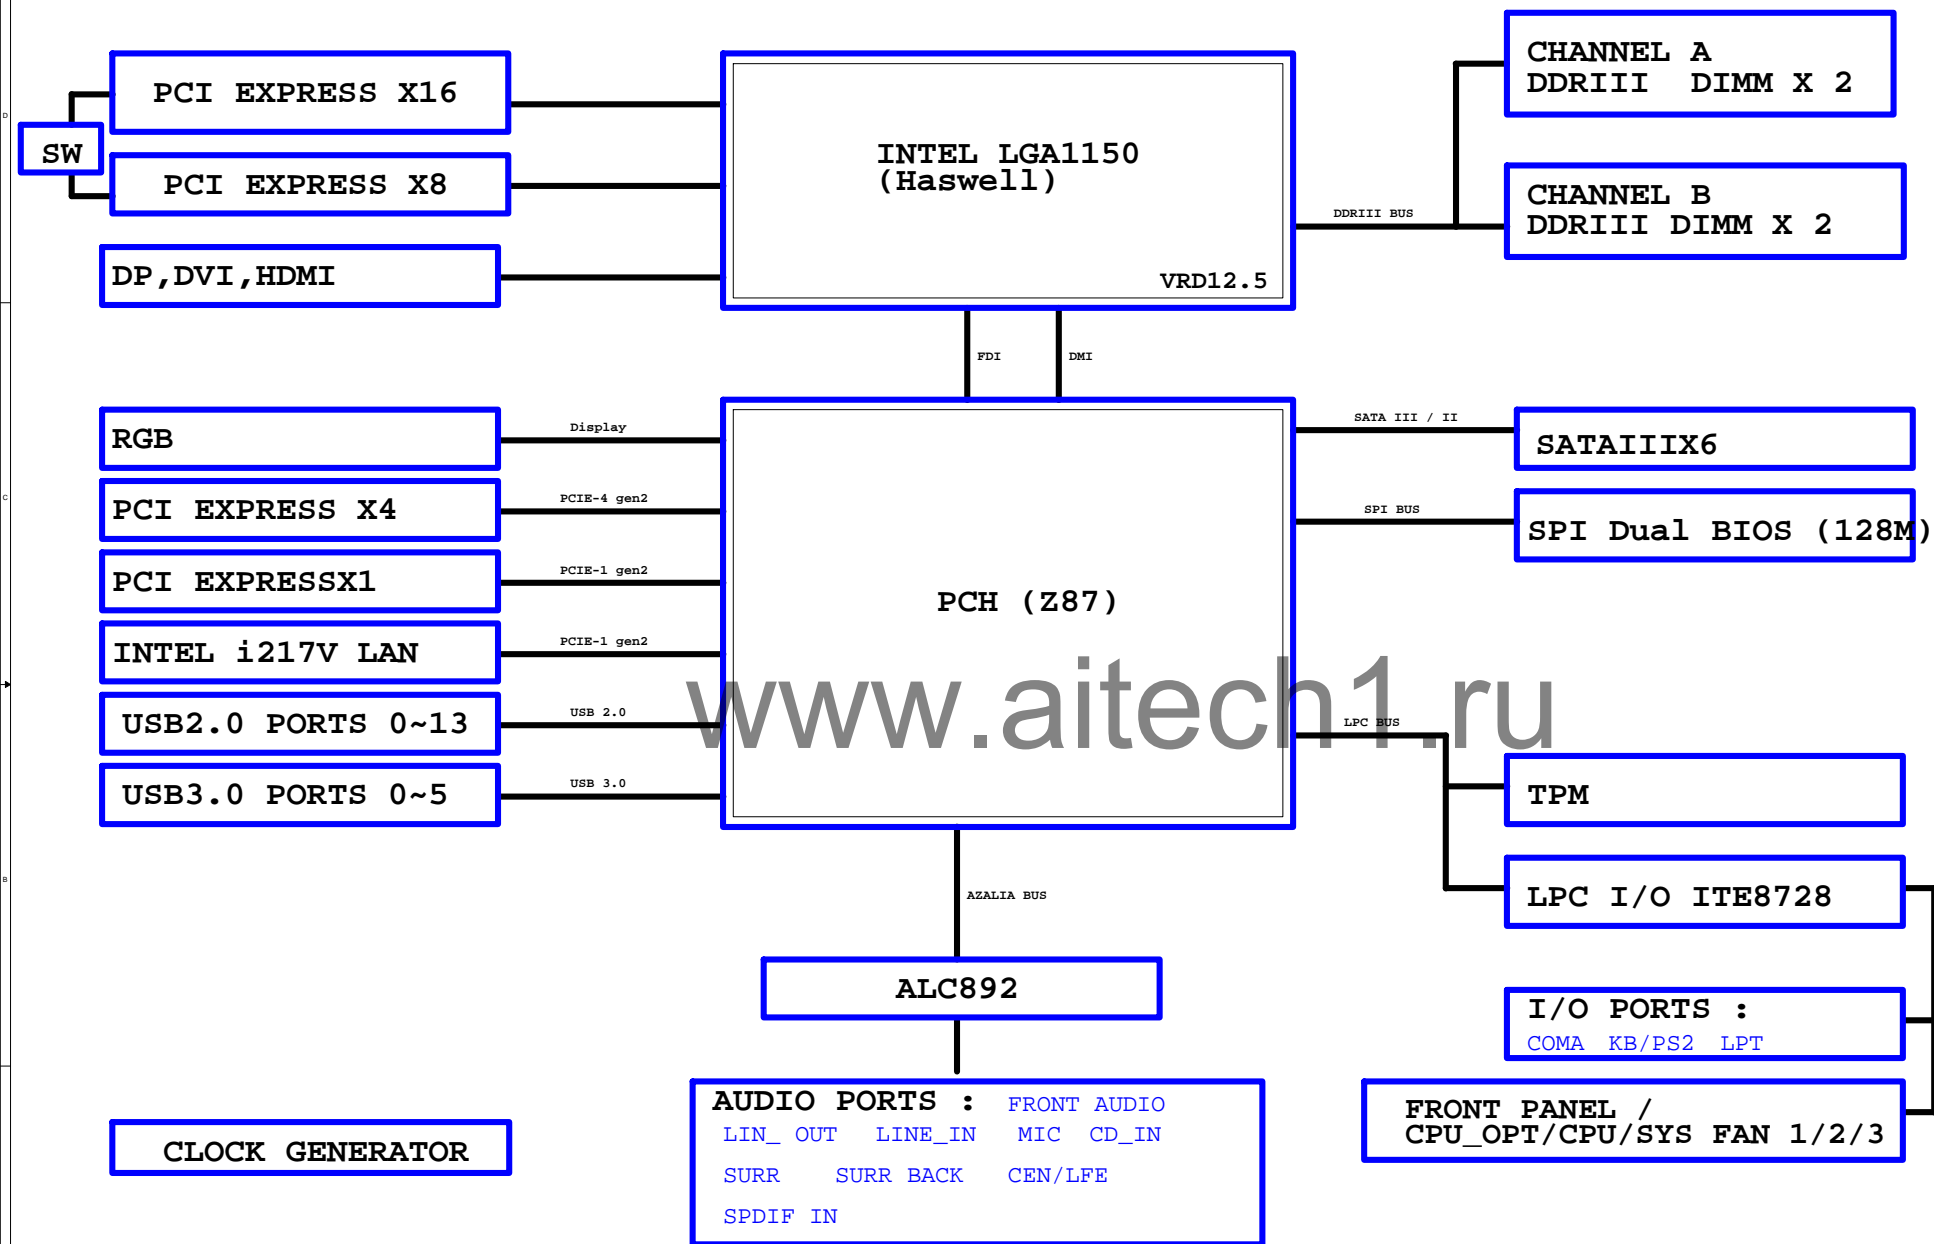 PCI EXPRESS X16
SW
PCI EXPRESS X8
DP,DVI,HDMI
INTEL LGA1150
(Haswell)
VRD12.5
DDRIII BUS
CHANNEL A
DDRIII DIMM X 2
CHANNEL B
DDRIII DIMM X 2
FDI
DMI
RGB
Display
PCI EXPRESS X4
PCIE-4 gen2
PCI EXPRESSX1
PCIE-1 gen2
INTEL i217V LAN
PCIE-1 gen2
USB2.0 PORTS 0~13
USB 2.0
USB3.0 PORTS 0~5
USB 3.0
PCH (Z87)
www.aitech1.ru
SATA III / II
SATAIIIX6
SPI BUS
SPI Dual BIOS (128M)
LPC BUS
TPM
LPC I/O ITE8728
I/O PORTS :
COMA KB/PS2 LPT
FRONT PANEL /
CPU_OPT/CPU/SYS FAN 1/2/3
AZALIA BUS
ALC892
AUDIO PORTS : FRONT AUDIO
LIN_ OUT LINE_IN MIC CD_IN
SURR SURR BACK CEN/LFE
SPDIF IN
CLOCK GENERATOR
D
C
B